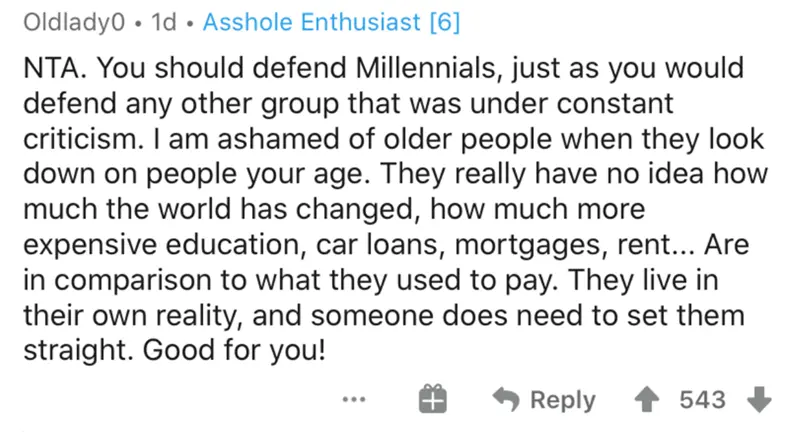 Oldlady0 • 1d • Asshole Enthusiast [6]
NTA. You should defend Millennials, just as you would
defend any other group that was under constant
criticism. I am ashamed of older people when they look
down on people your age. They really have no idea how
much the world has changed, how much more
expensive education, car loans, mortgages, rent... Are
in comparison to what they used to pay. They live in
their own reality, and someone does need to set them
straight. Good for you!
... Reply 543